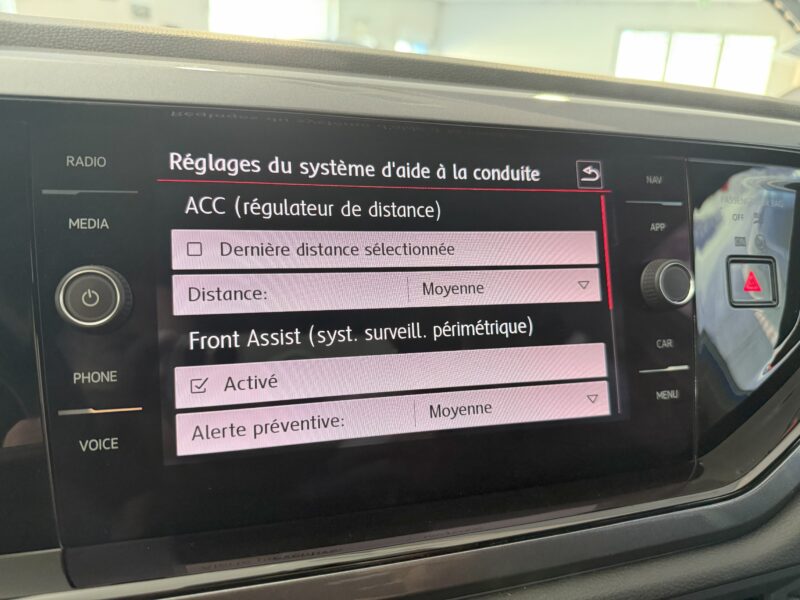 Réglages du système d'aide à la conduite
ACC (régulateur de distance)
Dernière distance sélectionnée
Distance: Moyenne
Front Assist (syst. surveill. périmétrique)
Activé
Alerte préventive: Moyenne
RADIO
MEDIA
PHONE
VOICE
NAV
APP
CAR
MENU
OFF